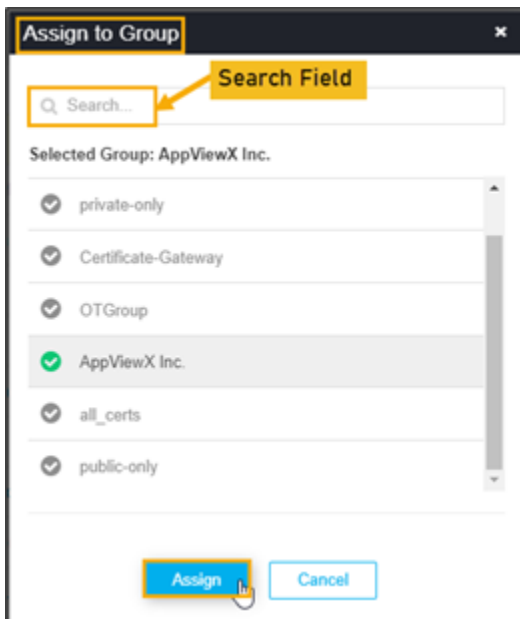 Assign to Group
Search Field
Search...
Selected Group: AppViewX Inc.
private-only
Certificate-Gateway
OTGroup
AppViewX Inc.
all_certs
public-only
Assign
Cancel